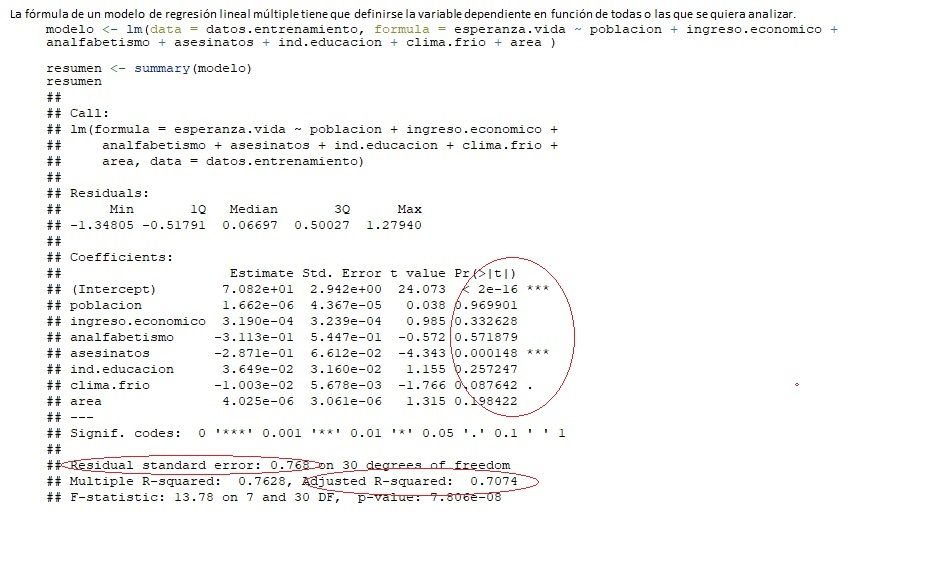 La fórmula de un modelo de regresión lineal múltiple tiene que definirse la variable dependiente en función de todas o las que se quiera analizar.
modelo <- lm(data = datos.entrenamiento, formula = esperanza.vida ~ poblacion + ingreso.economico +
analfabetismo + asesinatos + ind.educacion + clima.frio + area )
resumen <- summary(modelo)
resumen
##
## Call:
## lm(formula = esperanza.vida ~ poblacion + ingreso.economico +
##     analfabetismo + asesinatos + ind.educacion + clima.frio +
##     area, data = datos.entrenamiento)
##
## Residuals:
##      Min       1Q   Median       3Q      Max
## -1.34805 -0.51791  0.06697  0.50027  1.27940
##
## Coefficients:
##                     Estimate Std. Error t value Pr(>|t|)
## (Intercept)        7.082e+01  2.942e+00  24.073  < 2e-16 ***
## poblacion          1.662e-06  4.367e-05   0.038 0.969901
## ingreso.economico  3.190e-04  3.239e-04   0.985 0.332628
## analfabetismo     -3.113e-01  5.447e-01  -0.572 0.571879
## asesinatos        -2.871e-01  6.612e-02  -4.343 0.000148 ***
## ind.educacion      3.649e-02  3.160e-02   1.155 0.257247
## clima.frio        -1.003e-02  5.678e-03  -1.766 0.087642 .
## area               4.025e-06  3.061e-06   1.315 0.198422
## ---
## Signif. codes:  0 '***' 0.001 '**' 0.01 '*' 0.05 '.' 0.1 ' ' 1
##
## Residual standard error: 0.768 on 30 degrees of freedom
## Multiple R-squared:  0.7628, Adjusted R-squared:  0.7074
## F-statistic: 13.78 on 7 and 30 DF,  p-value: 7.806e-08